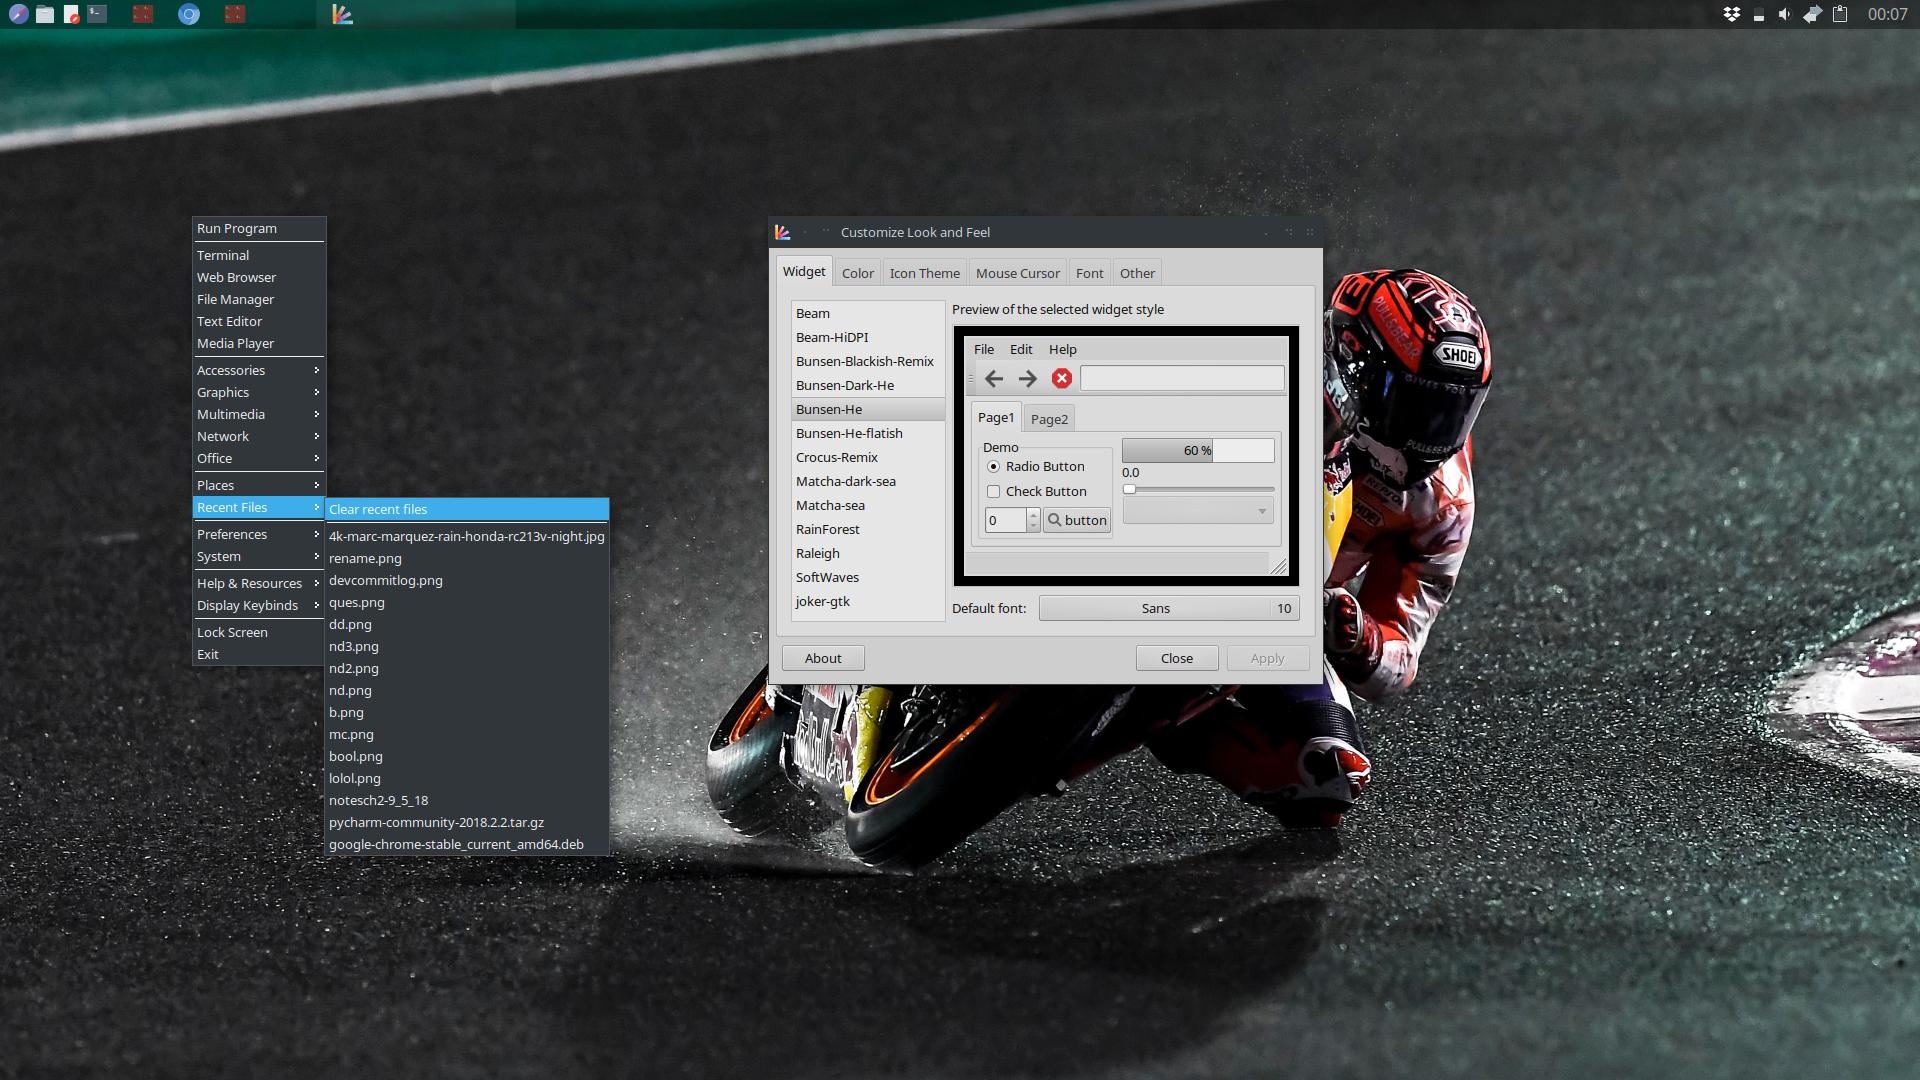 00:07
Run Program
Terminal
Web Browser
File Manager
Text Editor
Media Player
Accessories
Graphics
Multimedia
Network
Office
Places
Recent Files
Preferences
System
Help & Resources
Display Keybinds
Lock Screen
Exit
Clear recent files
4k-marc-marquez-rain-honda-rc213v-night.jpg
rename.png
devcommitlog.png
ques.png
dd.png
nd3.png
nd2.png
nd.png
b.png
mc.png
bool.png
lolol.png
notesch2-9_5_18
pycharm-community-2018.2.2.tar.gz
google-chrome-stable_current_amd64.deb
Customize Look and Feel
Widget Color Icon Theme Mouse Cursor Font Other
Beam
Beam-HiDPI
Bunsen-Blackish-Remix
Bunsen-Dark-He
Bunsen-He
Bunsen-He-flatish
Crocus-Remix
Matcha-dark-sea
Matcha-sea
RainForest
Raleigh
SoftWaves
joker-gtk
Preview of the selected widget style
File Edit Help
Page1 Page2
Demo
Radio Button
Check Button
0 button
60 %
0.0
Default font: Sans 10
About Close Apply
PULL&BEAR
SHOEI
GIVES YOU
PULL&BEAR